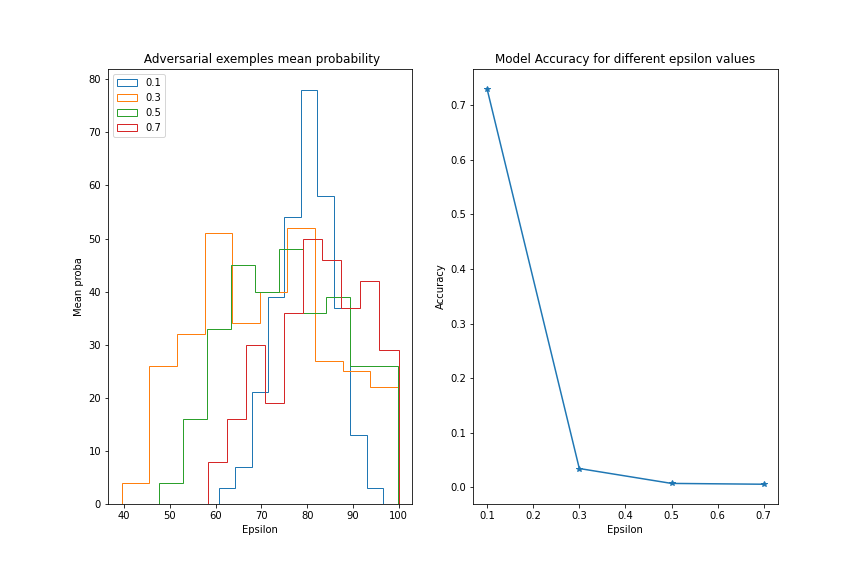 Adversarial exemples mean probability
80
70
60
50
40
30
20
10
0
Mean proba
0.1
0.3
0.5
0.7
40 50 60 70 80 90 100
Epsilon
Model Accuracy for different epsilon values
0.7
0.6
0.5
0.4
0.3
0.2
0.1
0.0
Accuracy
0.1 0.2 0.3 0.4 0.5 0.6 0.7
Epsilon